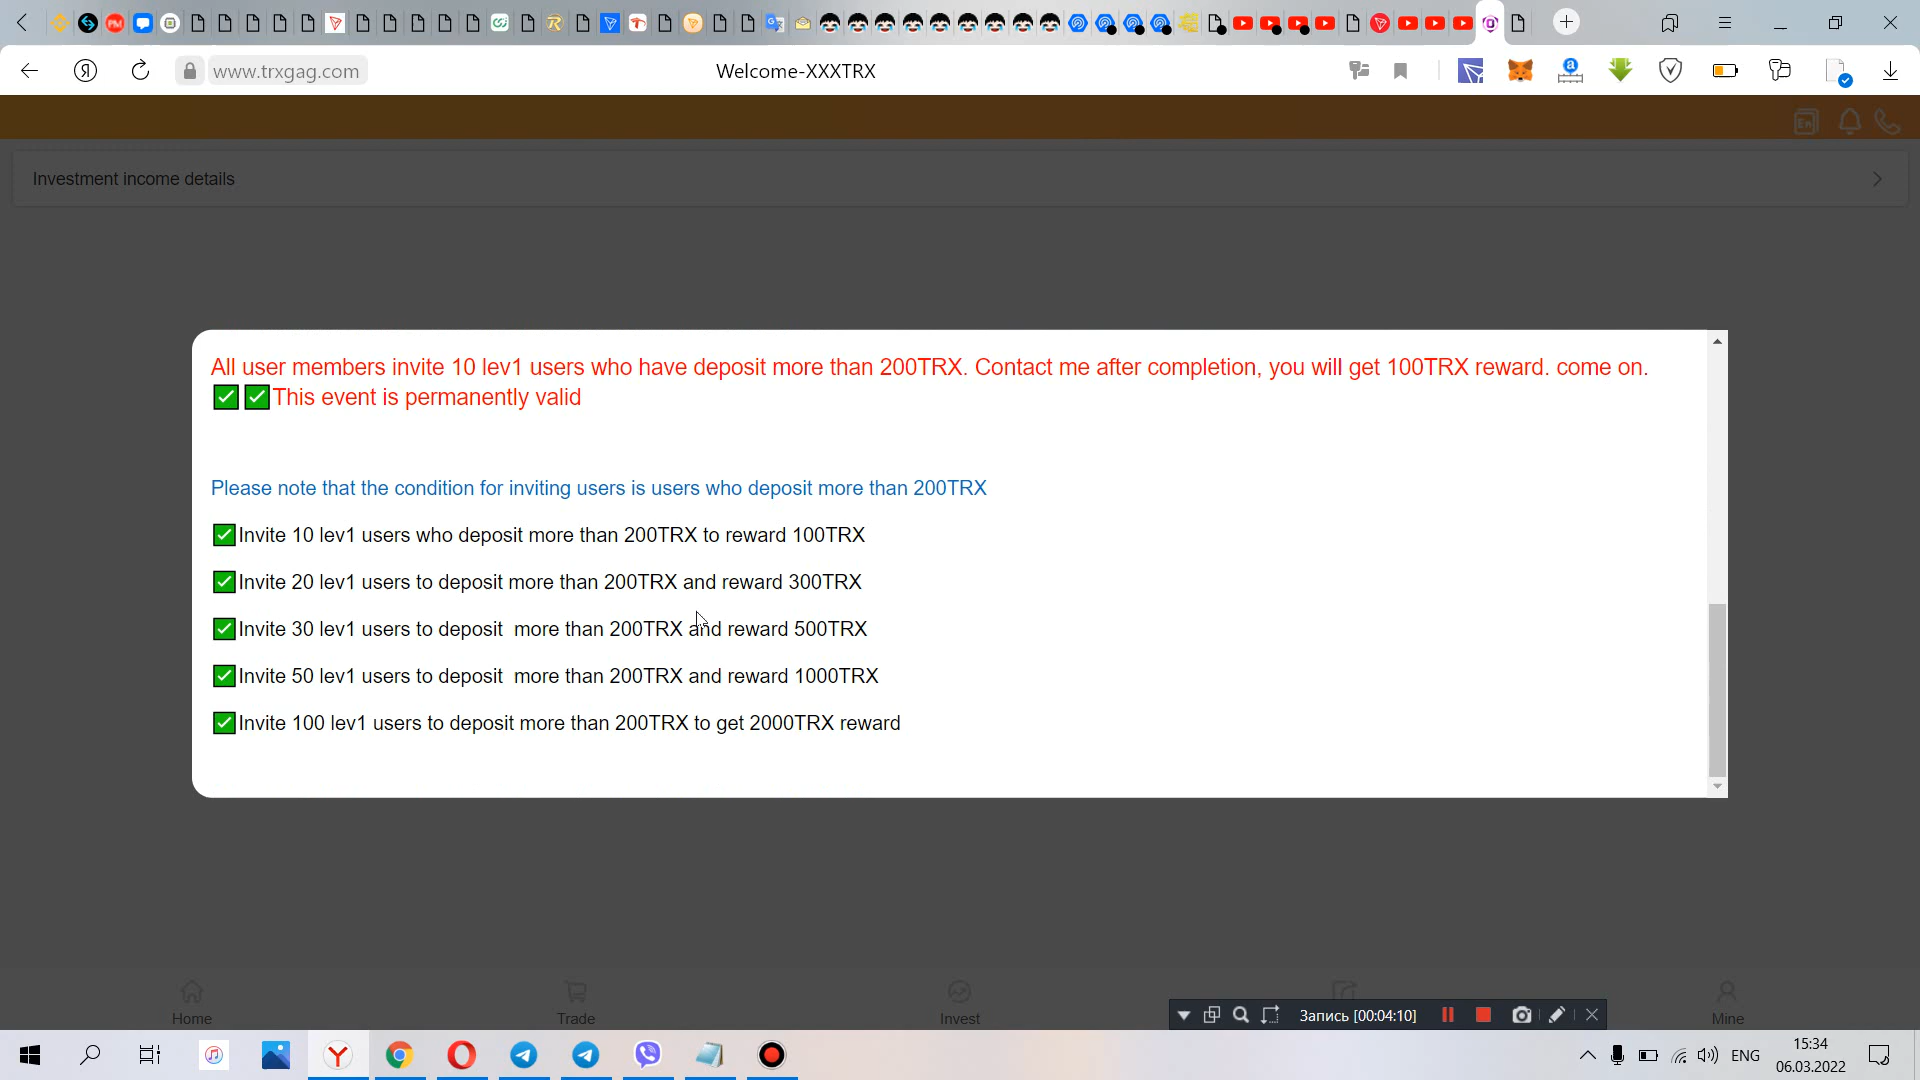 www.trxgag.com
Welcome-XXXTRX
En
Investment income details
All user members invite 10 lev1 users who have deposit more than 200TRX. Contact me after completion, you will get 100TRX reward. come on.
✅✅This event is permanently valid
Please note that the condition for inviting users is users who deposit more than 200TRX
✅Invite 10 lev1 users who deposit more than 200TRX to reward 100TRX
✅Invite 20 lev1 users to deposit more than 200TRX and reward 300TRX
✅Invite 30 lev1 users to deposit  more than 200TRX and reward 500TRX
✅Invite 50 lev1 users to deposit  more than 200TRX and reward 1000TRX
✅Invite 100 lev1 users to deposit more than 200TRX to get 2000TRX reward
Home
Trade
Invest
Mine
Запись [00:04:10]
ENG
15:34
06.03.2022